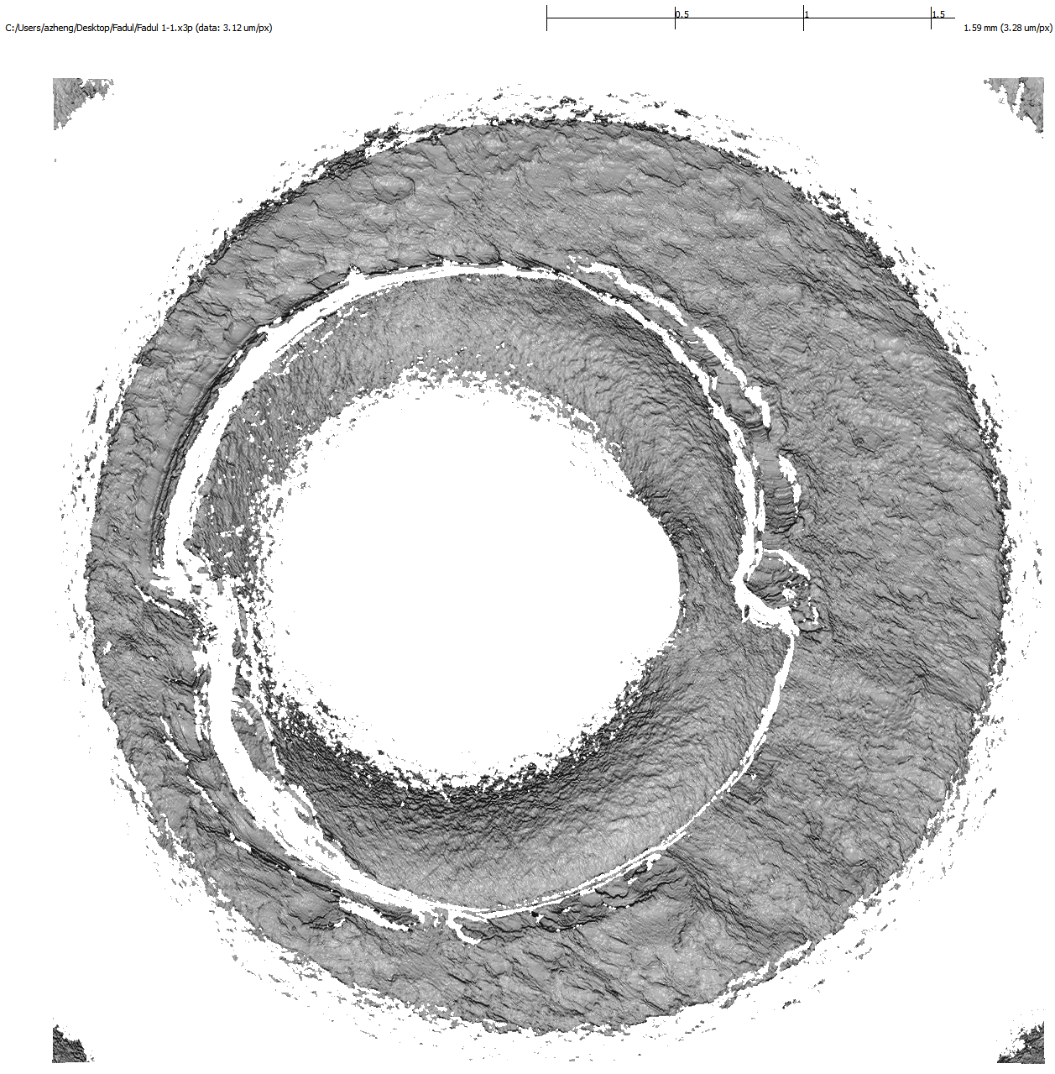 C:/Users/azheng/Desktop/Fadul/Fadul 1-1.x3p (data: 3.12 um/px)
0.5 1 1.5
1.59 mm (3.28 um/px)